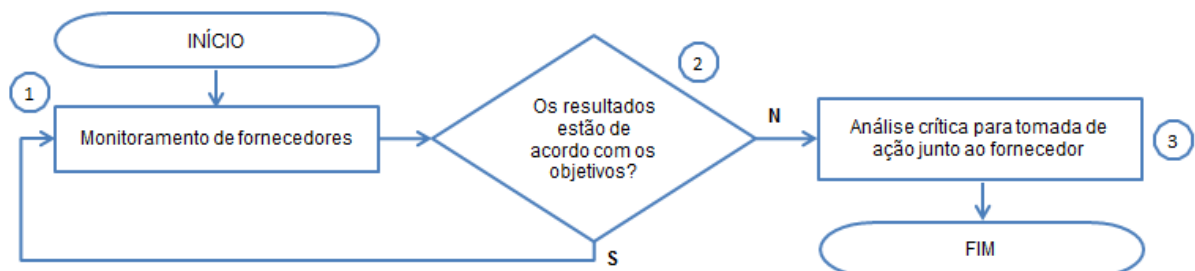 INÍCIO
1
Monitoramento de fornecedores
2
Os resultados
estão de
acordo com os
objetivos?
N
S
Análise crítica para tomada de
ação junto ao fornecedor
3
FIM